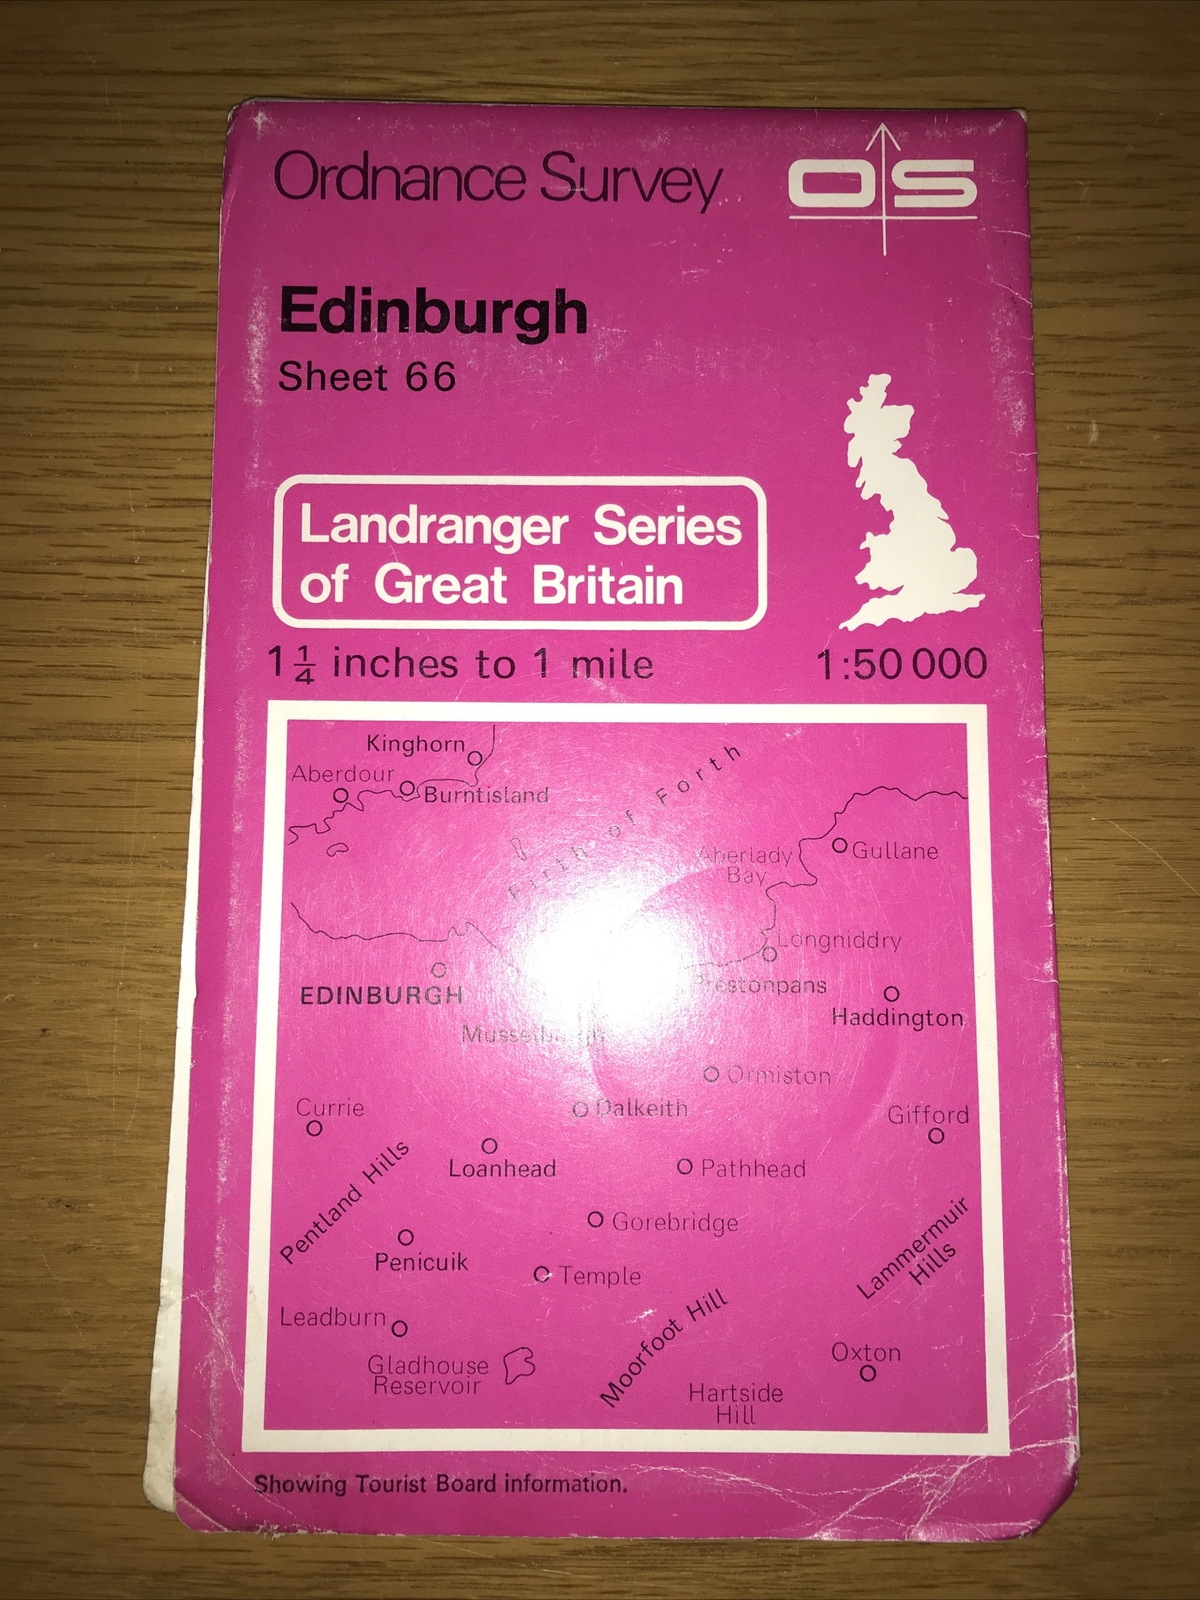 Ordnance Survey
OS
Edinburgh
Sheet 66
Landranger Series
of Great Britain
1 1/4 inches to 1 mile
1:50 000
Kinghorn
Aberdour
Burntisland
Firth of Forth
Aberlady
Bay
Gullane
Longniddry
EDINBURGH
Prestonpans
Haddington
Musselburgh
Ormiston
Currie
Dalkeith
Gifford
Loanhead
Pathhead
Pentland Hills
Gorebridge
Penicuik
Temple
Lammermuir
Hills
Leadburn
Moorfoot Hill
Gladhouse
Reservoir
Oxton
Hartside
Hill
Showing Tourist Board information.